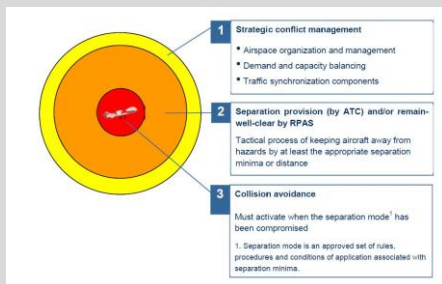 1
Strategic conflict management
• Airspace organization and management
• Demand and capacity balancing
• Traffic synchronization components
2
Separation provision (by ATC) and/or remain-
well-clear by RPAS
Tactical process of keeping aircraft away from
hazards by at least the appropriate separation
minima or distance
3
Collision avoidance
Must activate when the separation mode¹ has
been compromised
1. Separation mode is an approved set of rules,
procedures and conditions of application associated with
separation minima.